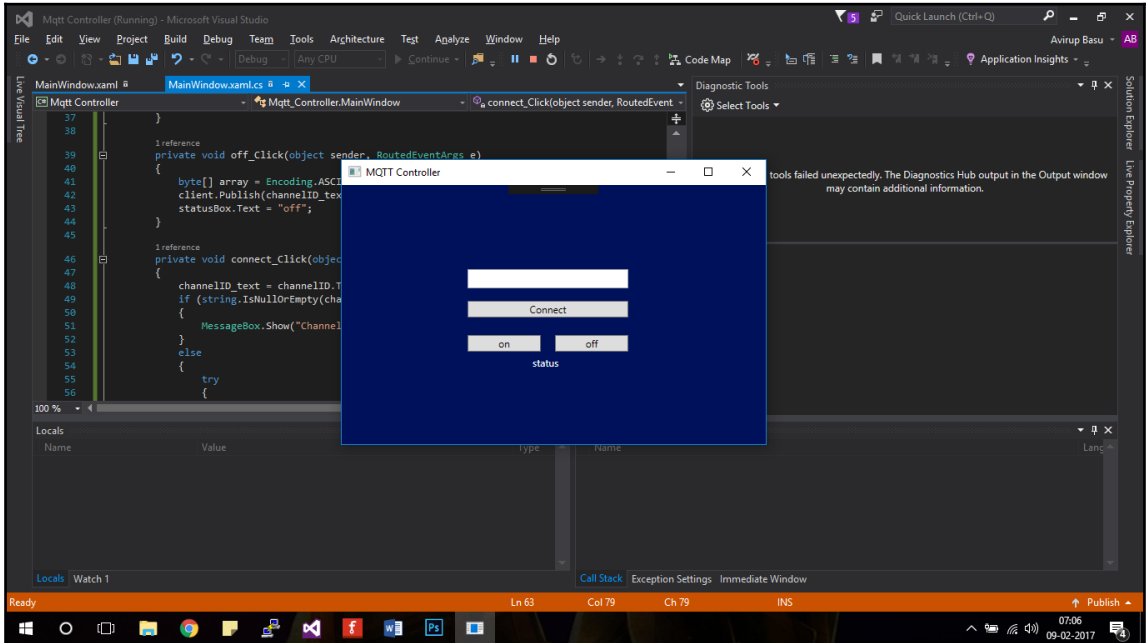 Mqtt Controller (Running) - Microsoft Visual Studio
5
Quick Launch (Ctrl+Q)
File Edit View Project Build Debug Team Tools Architecture Test Analyze Window Help
Avirup Basu AB
Debug Any CPU Continue Code Map Application Insights
Live Visual Tree
MainWindow.xaml MainWindow.xaml.cs
Mqtt Controller Mqtt_Controller.MainWindow connect_Click(object sender, RoutedEvent
37 }
38
1 reference
39 private void off_Click(object sender, RoutedEventArgs e)
40 {
41 byte[] array = Encoding.ASCI
42 client.Publish(channelID_tex
43 statusBox.Text = "off";
44 }
45
1 reference
46 private void connect_Click(objec
47 {
48 channelID_text = channelID.T
49 if (string.IsNullOrEmpty(cha
50 {
51 MessageBox.Show("Channel
52 }
53 else
54 {
55 try
56 {
100 %
MQTT Controller
Connect
on off
status
Diagnostic Tools
Select Tools
tools failed unexpectedly. The Diagnostics Hub output in the Output window
may contain additional information.
Solution Explorer
Live Property Explorer
Locals
Name Value Type
Name Lang
Locals Watch 1
Call Stack Exception Settings Immediate Window
Ready Ln 63 Col 79 Ch 79 INS Publish
f
Ps
07:06
09-02-2017
4